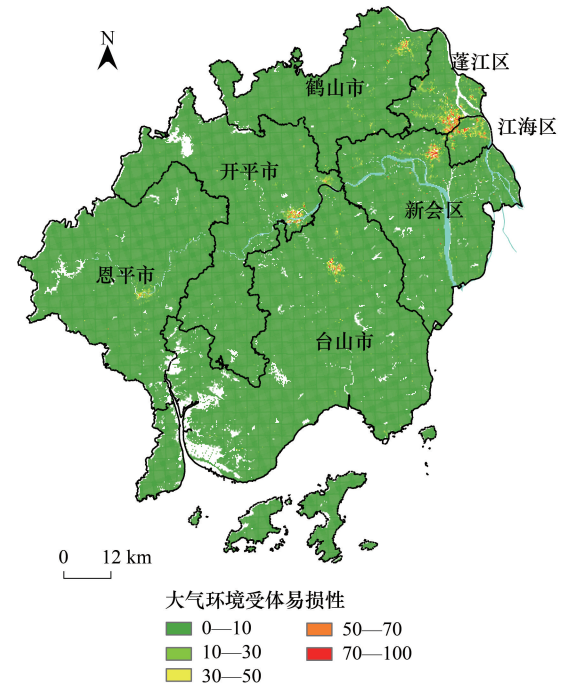 N
蓬江区
鹤山市
江海区
开平市
新会区
恩平市
台山市
0 12 km
大气环境受体易损性
0—10 50—70
10—30 70—100
30—50